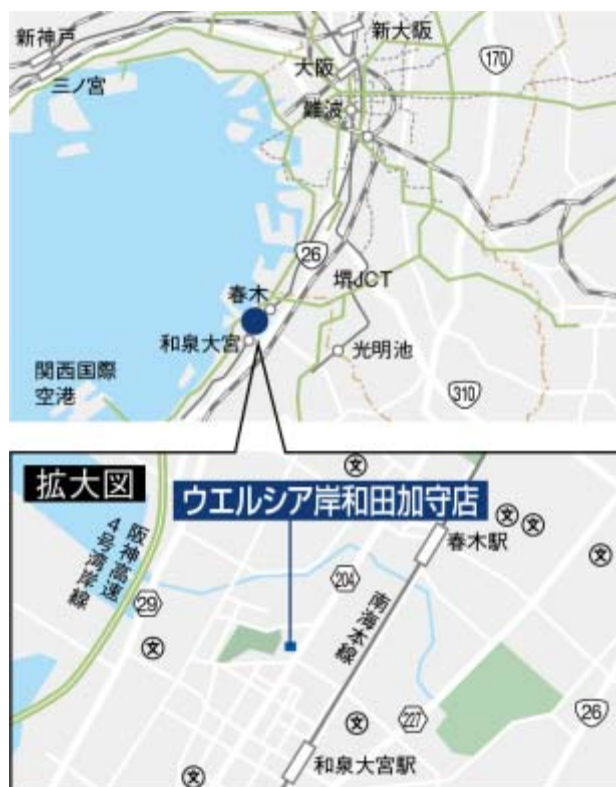 新神戸
新大阪
三ノ宮
大阪
170
難波
26
春木
堺JCT
和泉大宮
光明池
関西国際
空港
310
拡大図
文
ウエルシア岸和田加守店
文
文
春木駅
阪神高速
4号湾岸線
文
204
29
南海本線
文
文
227
26
文
和泉大宮駅
文